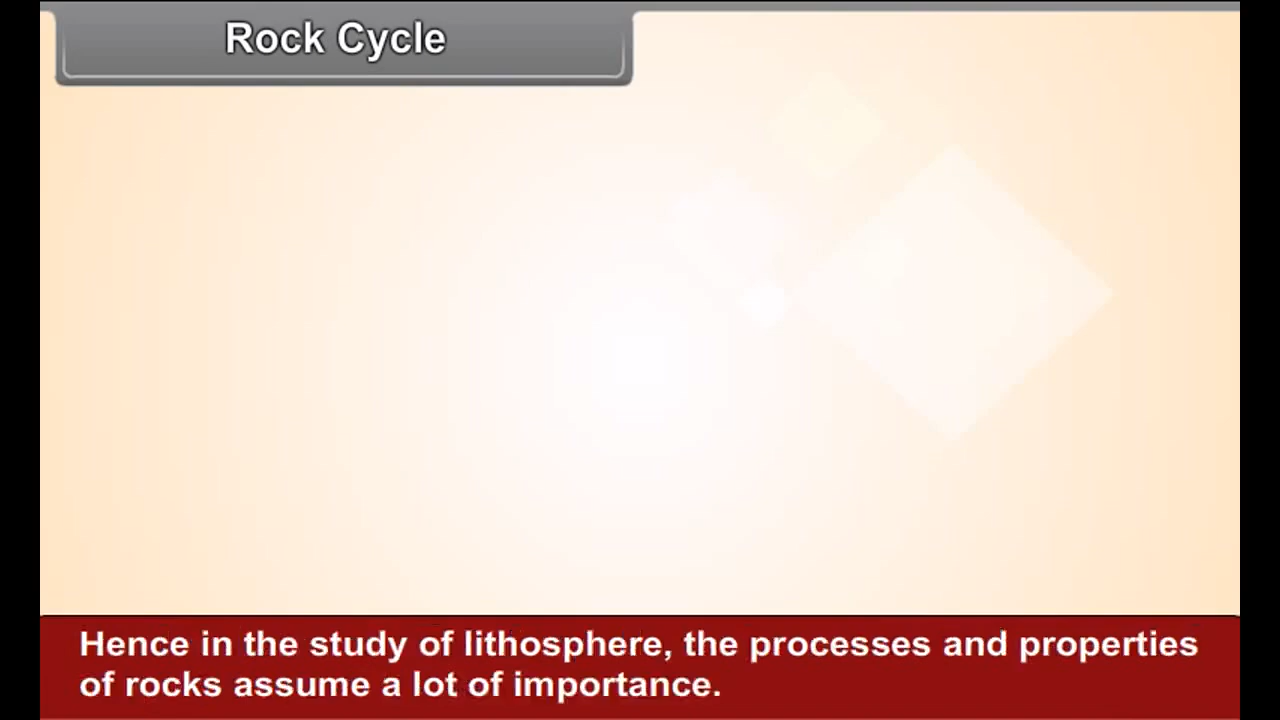 Rock Cycle
Hence in the study of lithosphere, the processes and properties
of rocks assume a lot of importance.